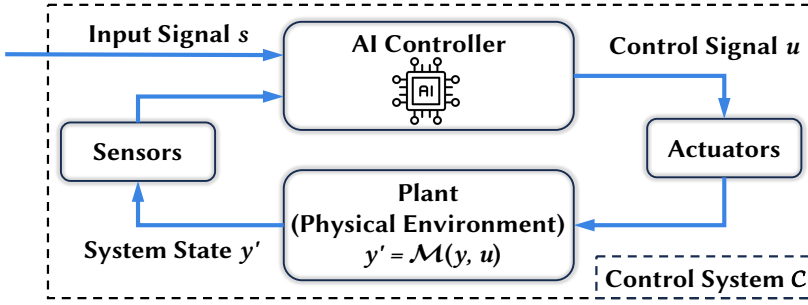 Input Signal s
AI Controller
AI
Control Signal u
Sensors
Actuators
Plant
(Physical Environment)
y' = ℳ(y, u)
System State y'
Control System C